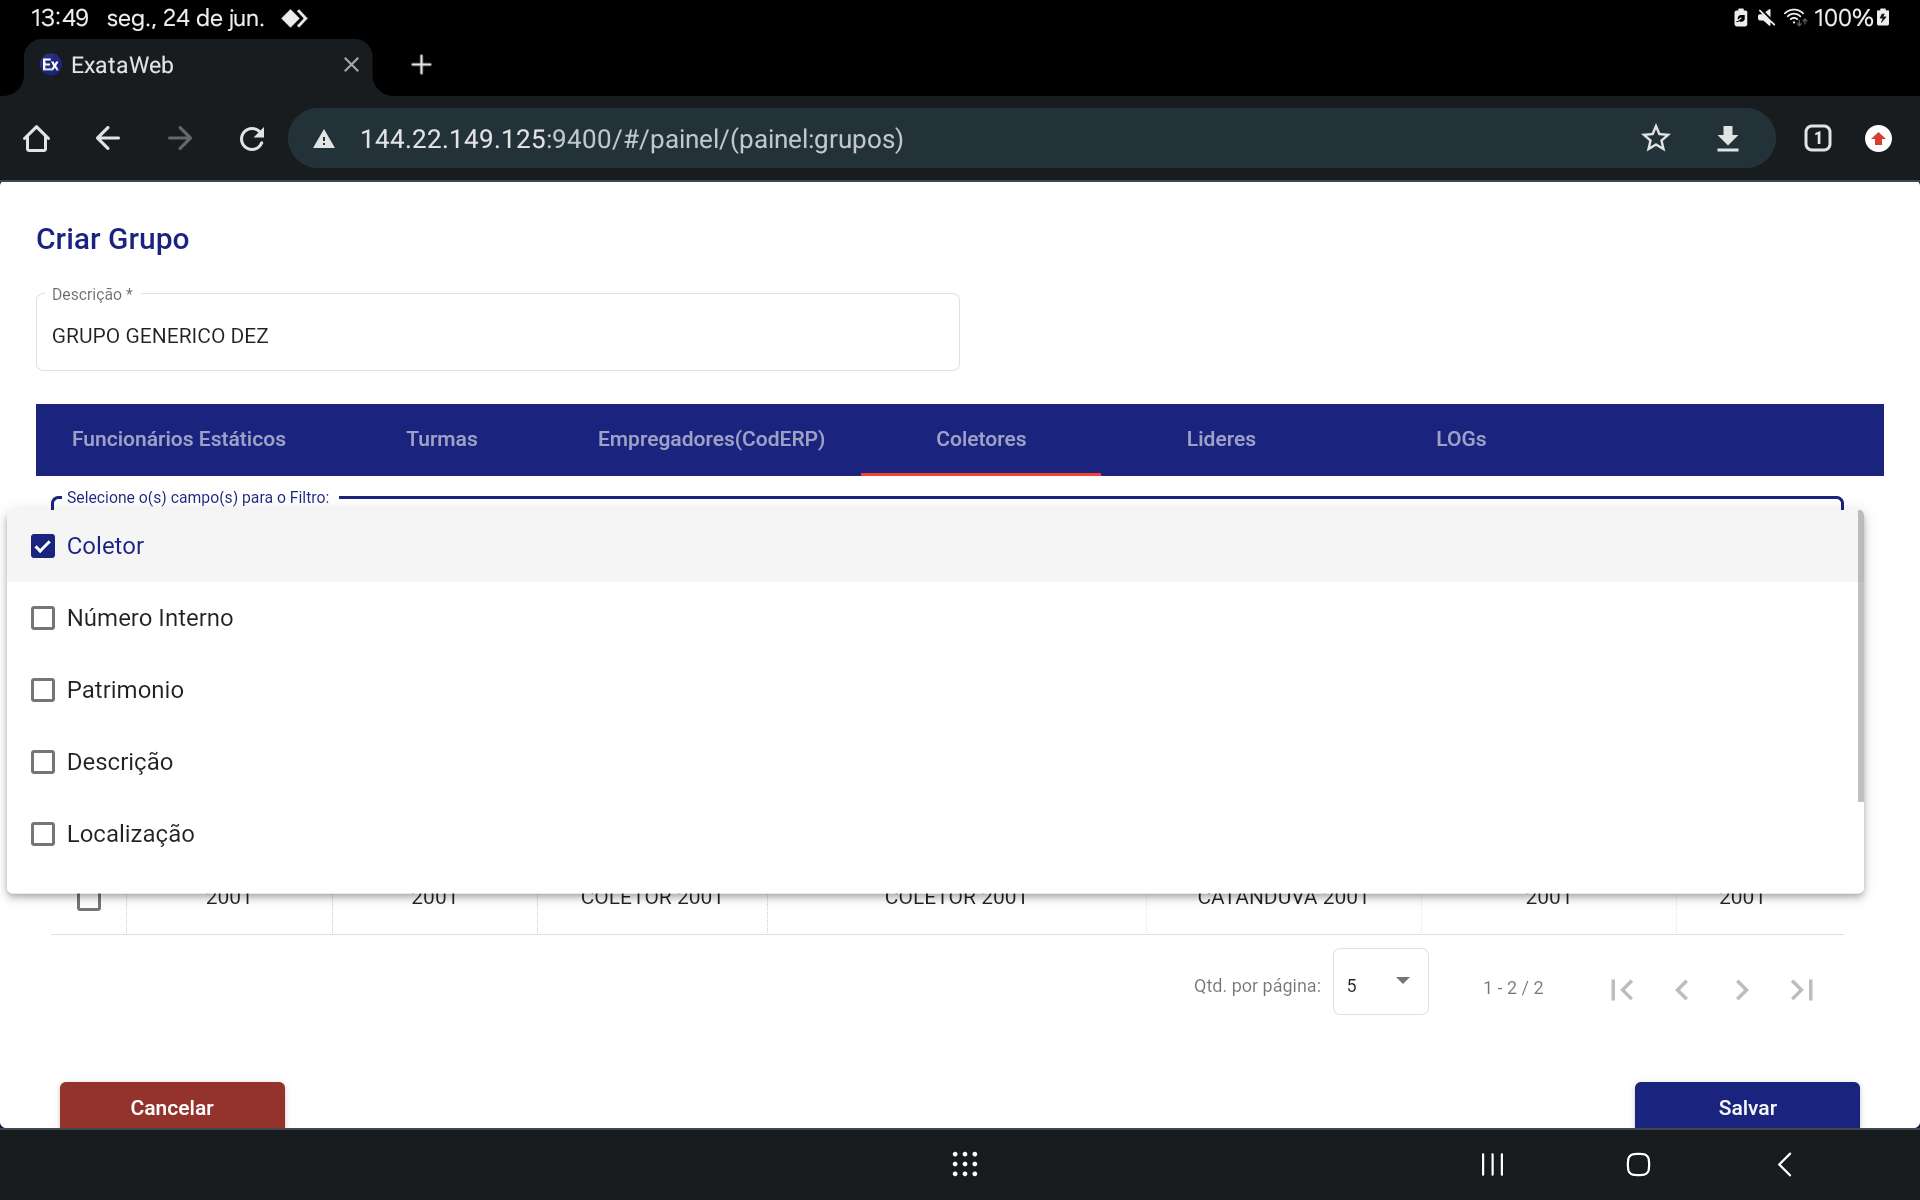 13:49 seg., 24 de jun. 100%
Ex ExataWeb
144.22.149.125:9400/#/painel/(painel:grupos) 1
Criar Grupo
Descrição *
GRUPO GENERICO DEZ
Funcionários Estáticos Turmas Empregadores(CodERP) Coletores Lideres LOGs
Selecione o(s) campo(s) para o Filtro:
Coletor
Número Interno
Patrimonio
Descrição
Localização
2001 2001 COLETOR 2001 COLETOR 2001 CATANDUVA 2001 2001 2001
Qtd. por página: 5 1 - 2 / 2
Cancelar Salvar